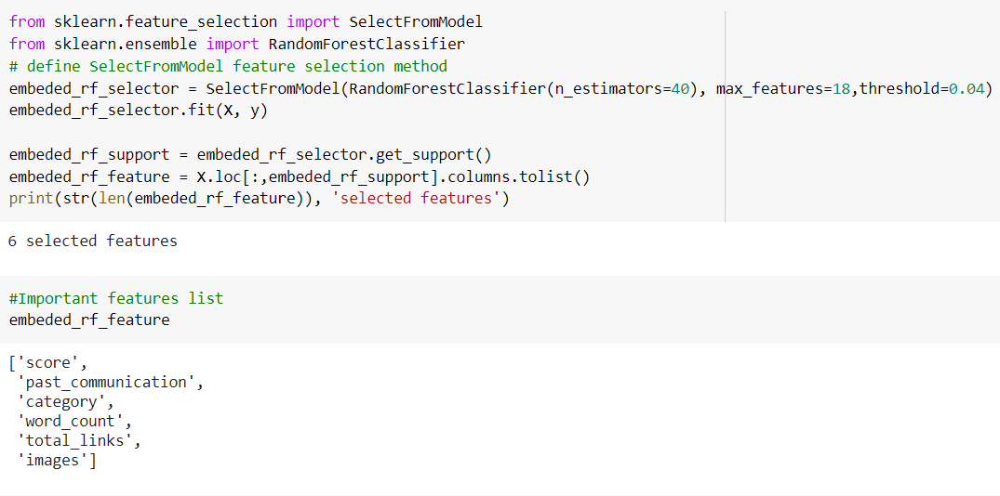 from sklearn.feature_selection import SelectFromModel
from sklearn.ensemble import RandomForestClassifier
# define SelectFromModel feature selection method
embeded_rf_selector = SelectFromModel(RandomForestClassifier(n_estimators=40), max_features=18,threshold=0.04)
embeded_rf_selector.fit(X, y)

embeded_rf_support = embeded_rf_selector.get_support()
embeded_rf_feature = X.loc[:,embeded_rf_support].columns.tolist()
print(str(len(embeded_rf_feature)), 'selected features')
6 selected features
#Important features list
embeded_rf_feature
['score',
 'past_communication',
 'category',
 'word_count',
 'total_links',
 'images']